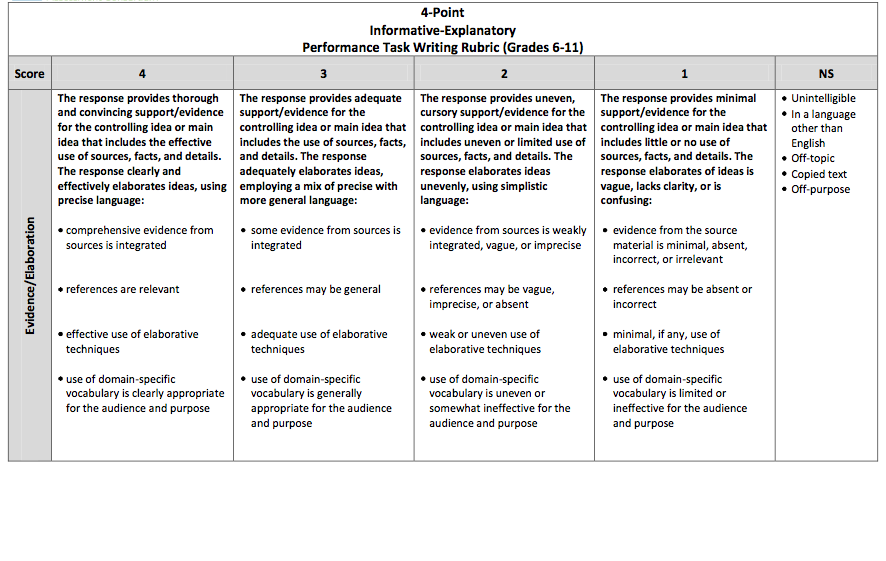 4-Point
Informative-Explanatory
Performance Task Writing Rubric (Grades 6-11)
Score
4
3
2
1
NS
Evidence/Elaboration
The response provides thorough
and convincing support/evidence
for the controlling idea or main
idea that includes the effective
use of sources, facts, and details.
The response clearly and
effectively elaborates ideas, using
precise language:
• comprehensive evidence from
sources is integrated
• references are relevant
• effective use of elaborative
techniques
• use of domain-specific
vocabulary is clearly appropriate
for the audience and purpose
The response provides adequate
support/evidence for the
controlling idea or main idea that
includes the use of sources, facts,
and details. The response
adequately elaborates ideas,
employing a mix of precise with
more general language:
• some evidence from sources is
integrated
• references may be general
• adequate use of elaborative
techniques
• use of domain-specific
vocabulary is generally
appropriate for the audience
and purpose
The response provides uneven,
cursory support/evidence for the
controlling idea or main idea that
includes uneven or limited use of
sources, facts, and details. The
response elaborates ideas
unevenly, using simplistic
language:
• evidence from sources is weakly
integrated, vague, or imprecise
• references may be vague,
imprecise, or absent
• weak or uneven use of
elaborative techniques
• use of domain-specific
vocabulary is uneven or
somewhat ineffective for the
audience and purpose
The response provides minimal
support/evidence for the
controlling idea or main idea that
includes little or no use of
sources, facts, and details. The
response elaborates of ideas is
vague, lacks clarity, or is
confusing:
• evidence from the source
material is minimal, absent,
incorrect, or irrelevant
• references may be absent or
incorrect
• minimal, if any, use of
elaborative techniques
• use of domain-specific
vocabulary is limited or
ineffective for the audience
and purpose
• Unintelligible
• In a language
other than
English
• Off-topic
• Copied text
• Off-purpose